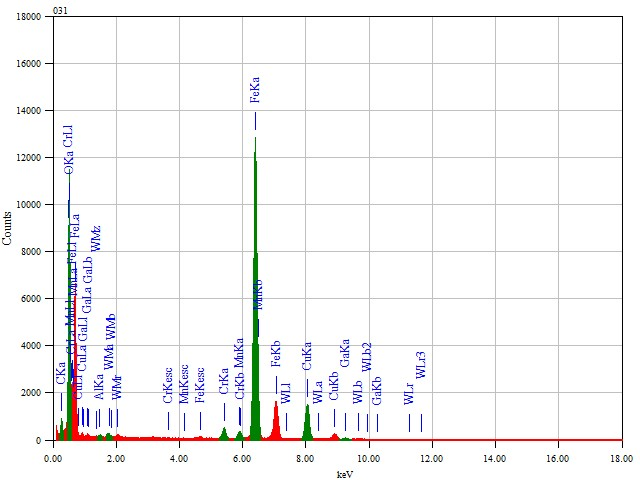 031
18000
16000
14000
12000
10000
8000
6000
4000
2000
0
Counts
CKa
OKa CrLl
FeLl FeLa
CuLl
CuLa GaLl
GaLa GaLb WMz
AlKa
WMa WMb
WMr
CrKesc
MnKesc
FeKesc
CrKa
CrKb MnKa
FeKa
MnKb
FeKb
WLl
CuKa
WLa
CuKb
GaKa
WLb
WLb2
GaKb
WLr
WLr3
0.00 2.00 4.00 6.00 8.00 10.00 12.00 14.00 16.00 18.00
keV